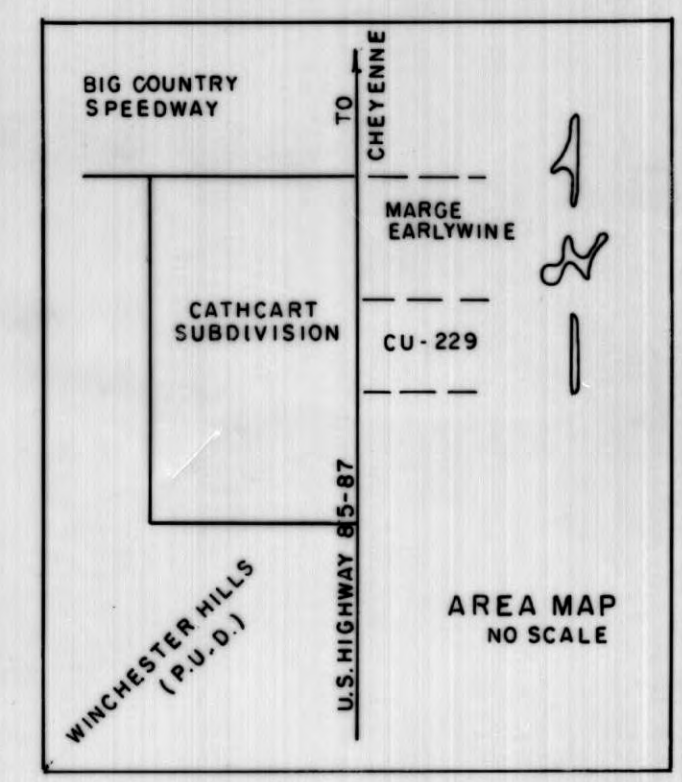 BIG COUNTRY
SPEEDWAY
TO
CHEYENNE
MARGE
EARLYWINE
CATHCART
SUBDIVISION
CU-229
U.S. HIGHWAY 85-87
WINCHESTER HILLS
(P.U.D.)
AREA MAP
NO SCALE